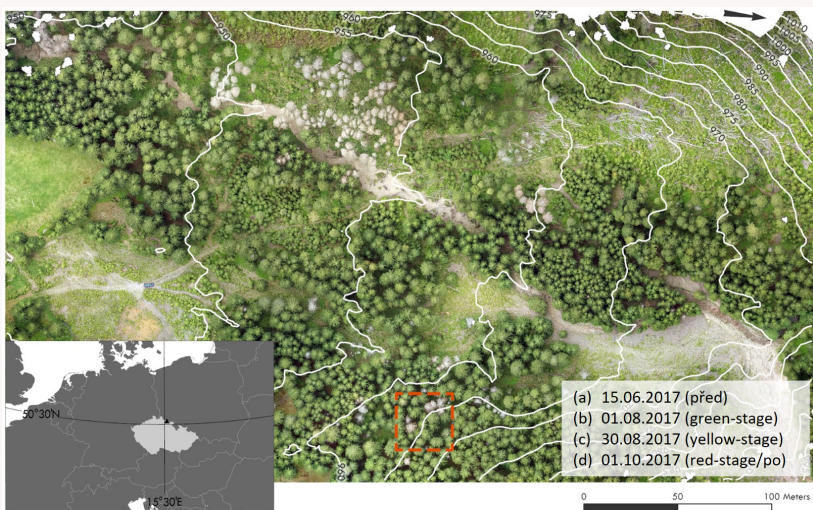 950
960
955
975
950
960
1010
1005
1000
995
990
985
980
975
970
50°30'N
15°30'E
960
(a) 15.06.2017 (před)
(b) 01.08.2017 (green-stage)
(c) 30.08.2017 (yellow-stage)
(d) 01.10.2017 (red-stage/po)
0 50 100 Meters